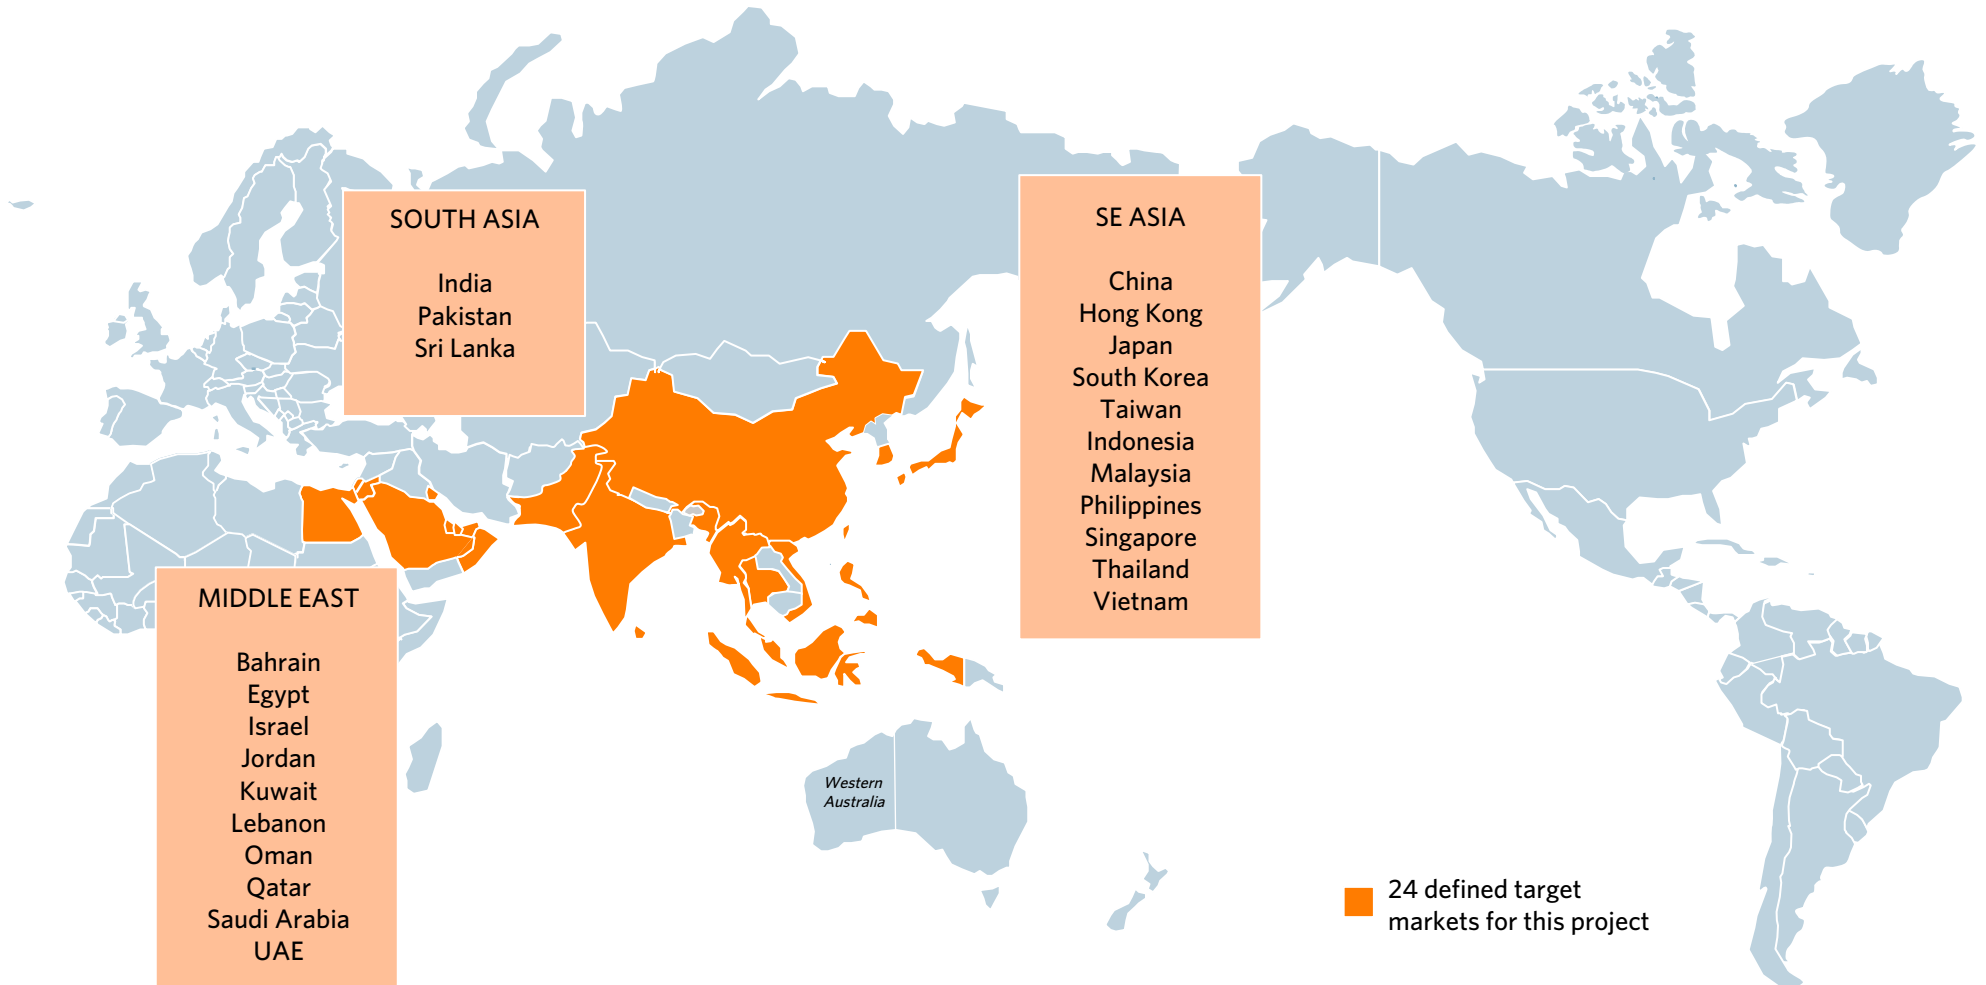 SOUTH ASIA
India
Pakistan
Sri Lanka
SE ASIA
China
Hong Kong
Japan
South Korea
Taiwan
Indonesia
Malaysia
Philippines
Singapore
Thailand
Vietnam
MIDDLE EAST
Bahrain
Egypt
Israel
Jordan
Kuwait
Lebanon
Oman
Qatar
Saudi Arabia
UAE
Western
Australia
24 defined target
markets for this project